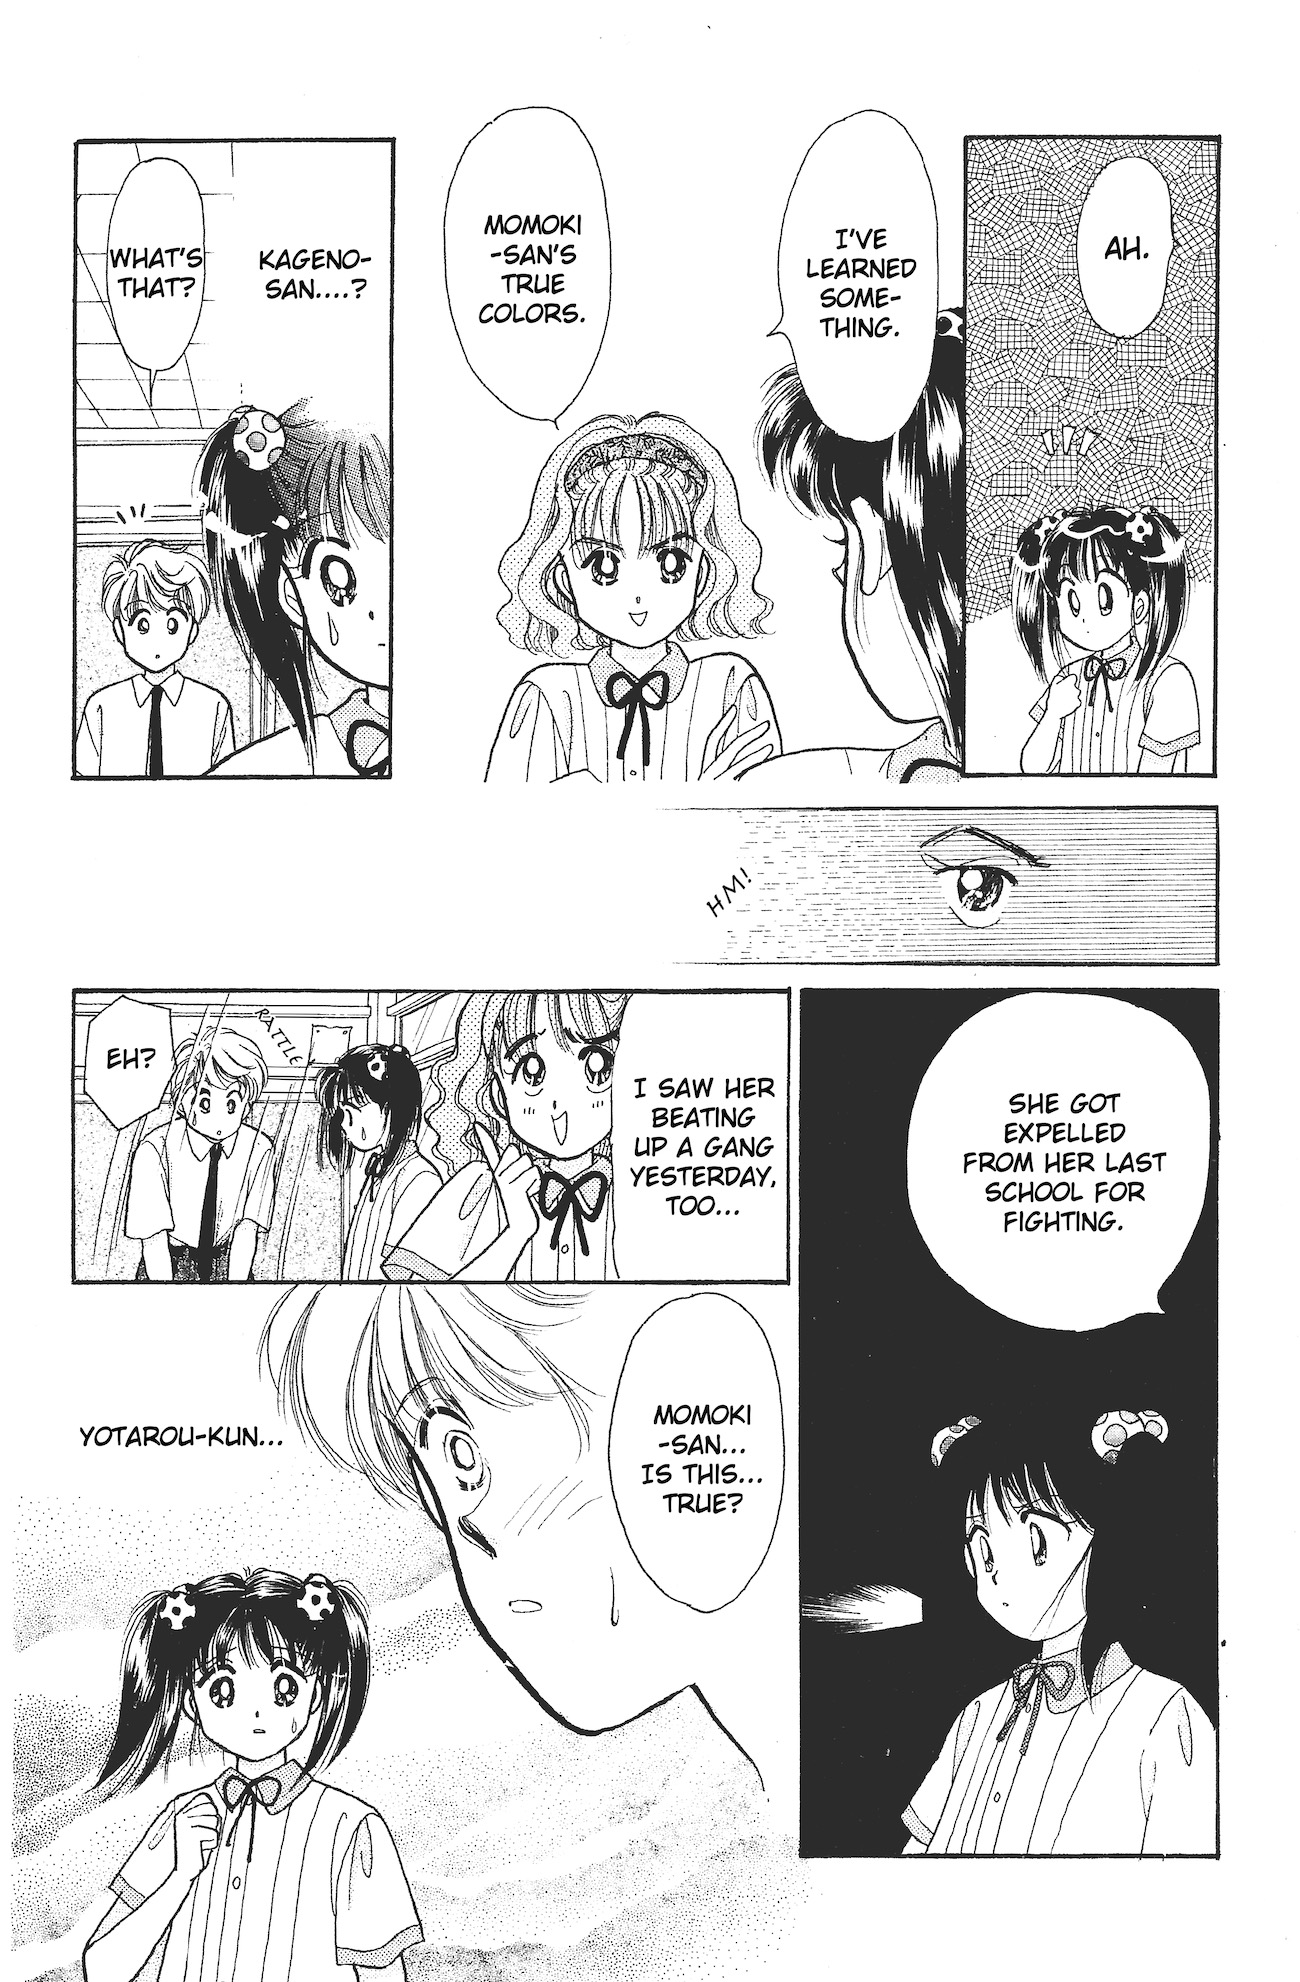 AH.
I'VE
LEARNED
SOME-
THING.
MOMOKI
-SAN'S
TRUE
COLORS.
KAGENO-
SAN....?
WHAT'S
THAT?
HM!
SHE GOT
EXPELLED
FROM HER LAST
SCHOOL FOR
FIGHTING.
I SAW HER
BEATING
UP A GANG
YESTERDAY,
TOO...
RATTLE
EH?
MOMOKI
-SAN...
IS THIS...
TRUE?
YOTAROU-KUN...